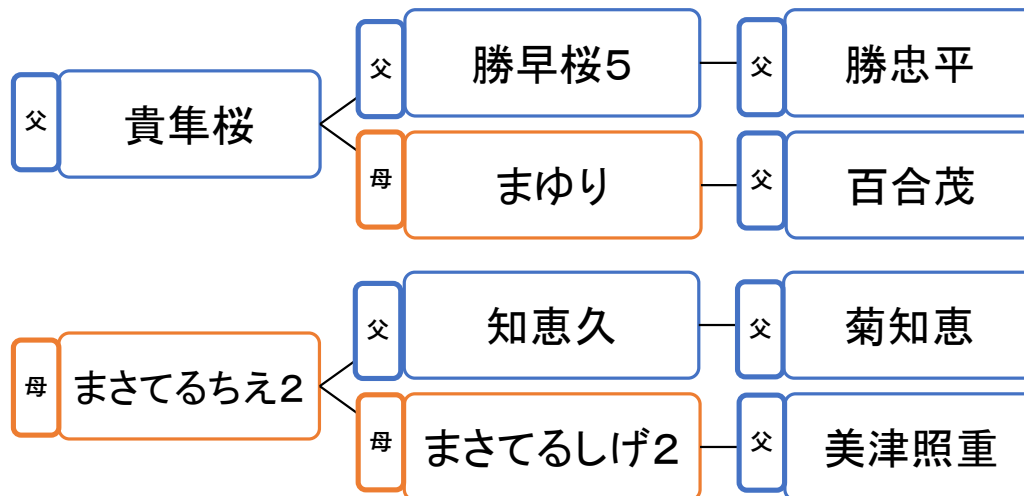 父
貴隼桜
父
勝早桜5
父
勝忠平
母
まゆり
父
百合茂
母
まさてるちえ2
父
知恵久
父
菊知恵
母
まさてるしげ2
父
美津照重